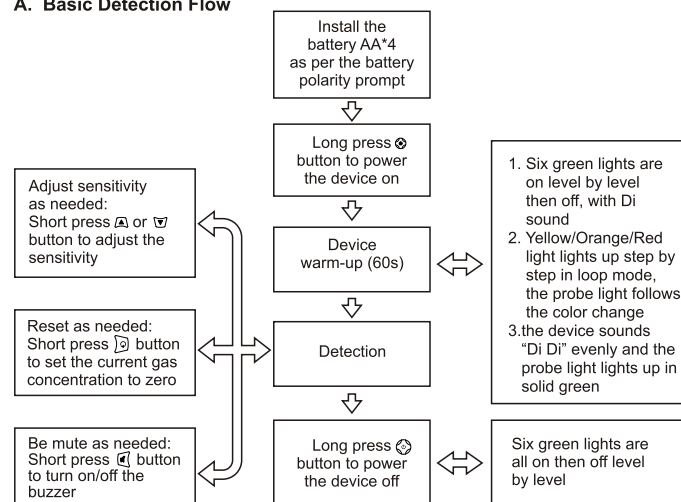 A. Basic Detection Flow
Install the
battery AA*4
as per the battery
polarity prompt
Long press
button to power
the device on
Device
warm-up (60s)
1. Six green lights are
on level by level
then off, with Di
sound
2. Yellow/Orange/Red
light lights up step by
step in loop mode,
the probe light follows
the color change
3.the device sounds
“Di Di” evenly and the
probe light lights up in
solid green
Adjust sensitivity
as needed:
Short press or
button to adjust the
sensitivity
Reset as needed:
Short press button
to set the current gas
concentration to zero
Detection
Be mute as needed:
Short press button
to turn on/off the
buzzer
Long press
button to power
the device off
Six green lights are
all on then off level
by level